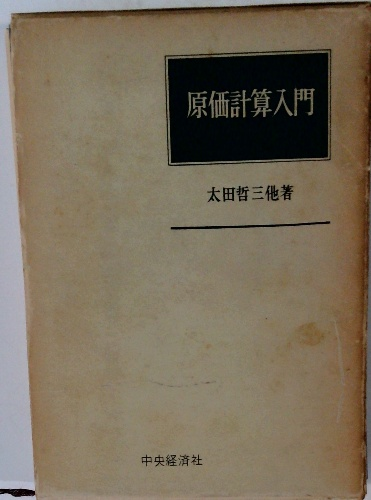 原価計算入門
太田哲三他著
中央経済社